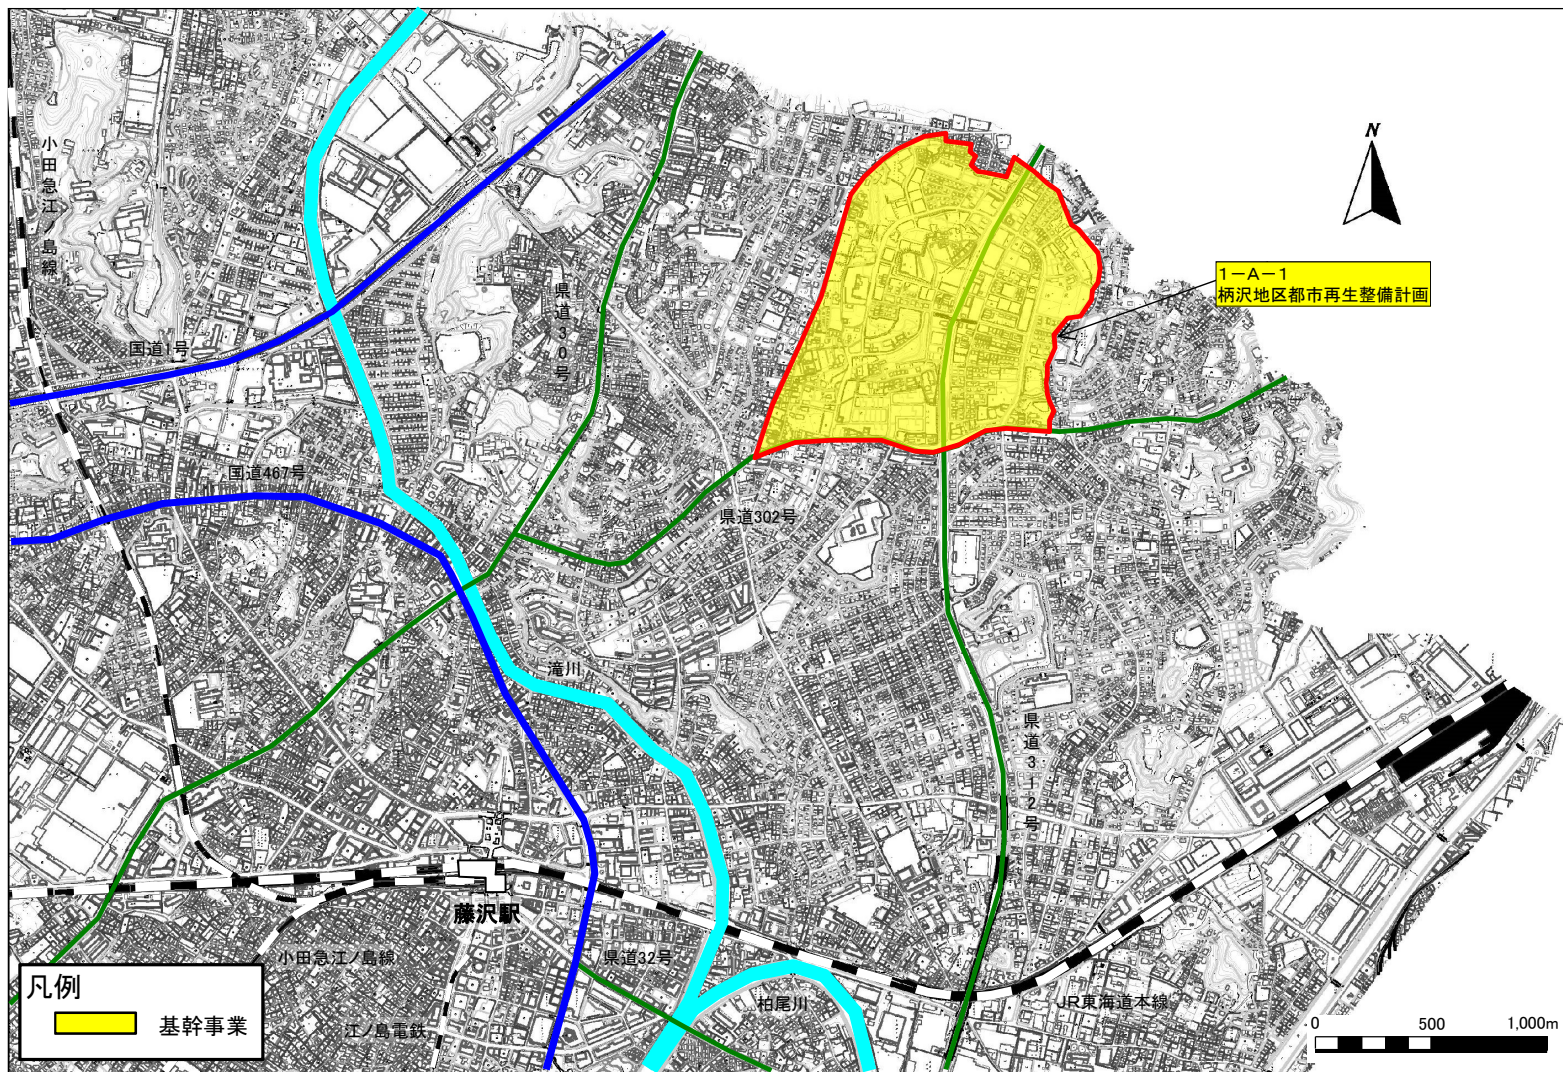 N
小田急江ノ島線
1－A－1
柄沢地区都市再生整備計画
県道30号
国道1号
国道467号
県道302号
滝川
県道312号
藤沢駅
小田急江ノ島線
県道32号
柏尾川
JR東海道本線
江ノ島電鉄
凡例
基幹事業
0 500 1,000m